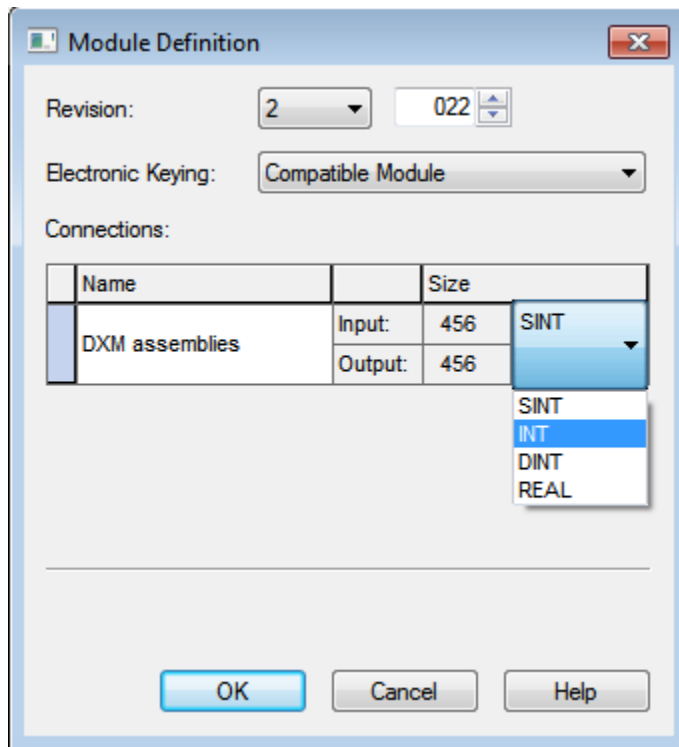 Module Definition
Revision: 2 022
Electronic Keying: Compatible Module
Connections:
Name Size
DXM assemblies Input: 456 SINT
Output: 456
SINT
INT
DINT
REAL
OK Cancel Help